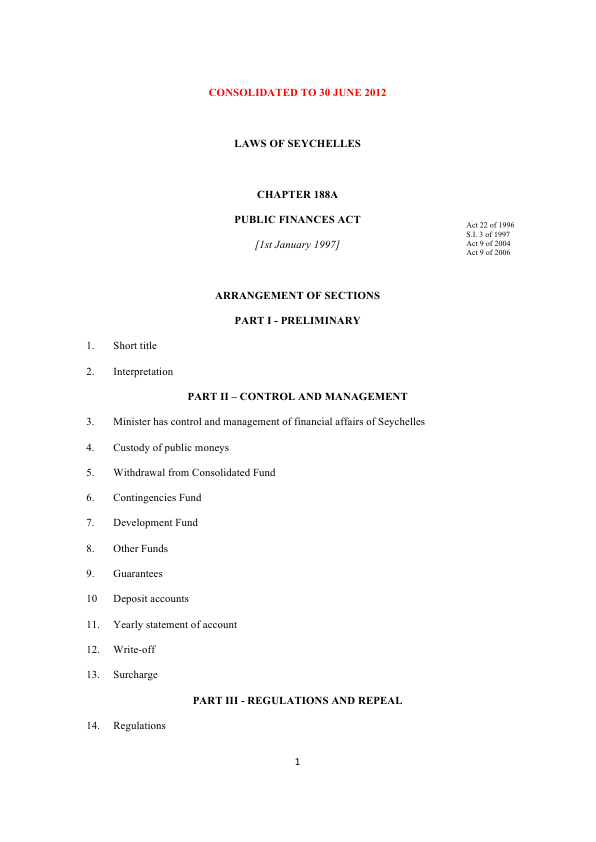 CONSOLIDATED TO 30 JUNE 2012
LAWS OF SEYCHELLES
CHAPTER 188A
PUBLIC FINANCES ACT
[1st January 1997]
Act 22 of 1996
S.I. 3 of 1997
Act 9 of 2004
Act 9 of 2006
ARRANGEMENT OF SECTIONS
PART I - PRELIMINARY
1. Short title
2. Interpretation
PART II – CONTROL AND MANAGEMENT
3. Minister has control and management of financial affairs of Seychelles
4. Custody of public moneys
5. Withdrawal from Consolidated Fund
6. Contingencies Fund
7. Development Fund
8. Other Funds
9. Guarantees
10 Deposit accounts
11. Yearly statement of account
12. Write-off
13. Surcharge
PART III - REGULATIONS AND REPEAL
14. Regulations
1